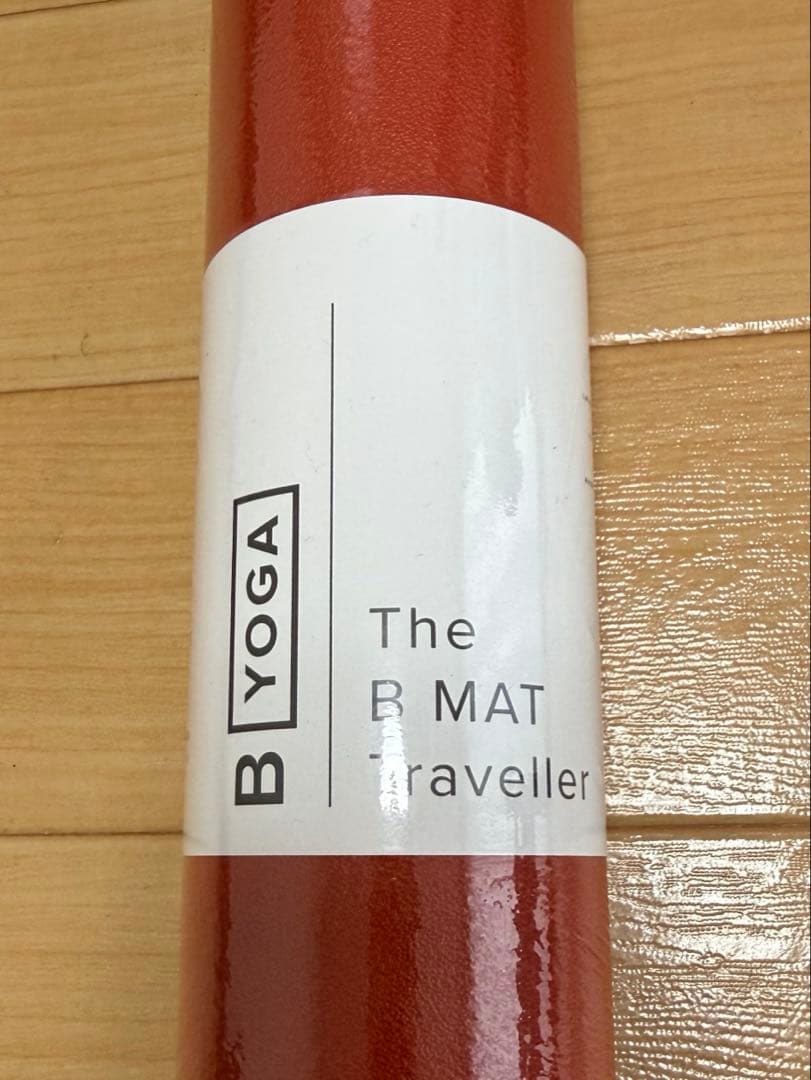 B YOGA
The
B MAT
Traveller